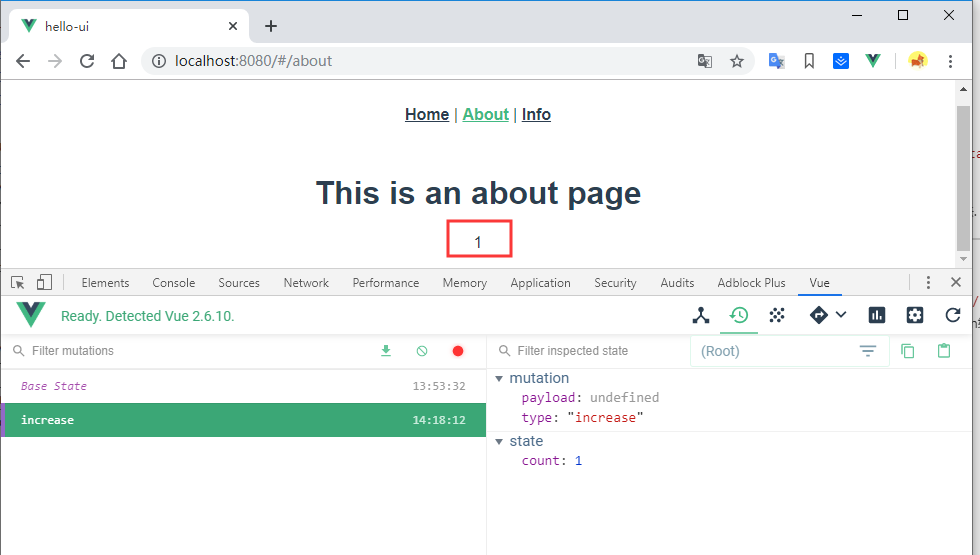 hello-ui
localhost:8080/#/about
Home | About | Info
This is an about page
1
Elements Console Sources Network Performance Memory Application Security Audits Adblock Plus Vue
Ready. Detected Vue 2.6.10.
Filter mutations
Filter inspected state
(Root)
Base State 13:53:32
increase 14:18:12
mutation
payload: undefined
type: "increase"
state
count: 1